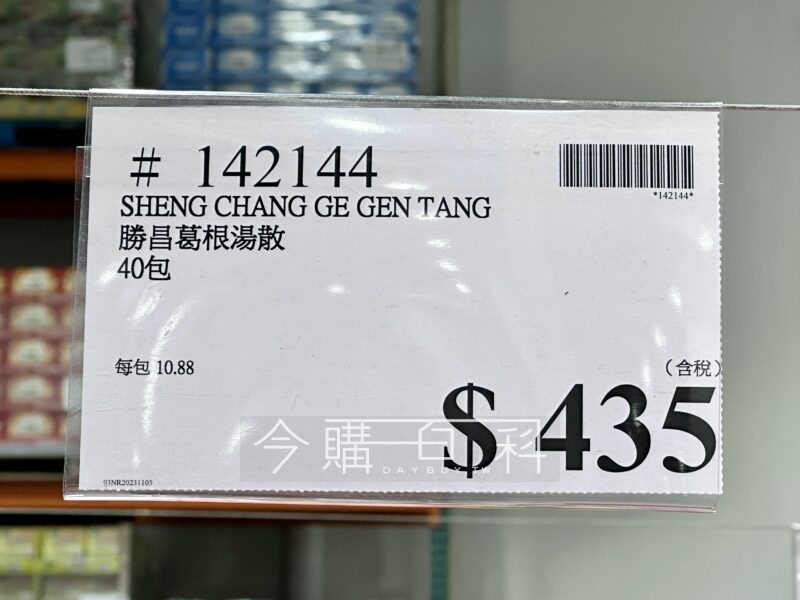 # 142144
*142144*
SHENG CHANG GE GEN TANG
勝昌葛根湯散
40包
每包 10.88
(含稅)
$ 435
今購百科
DAYBUY.TW
93NR20231105